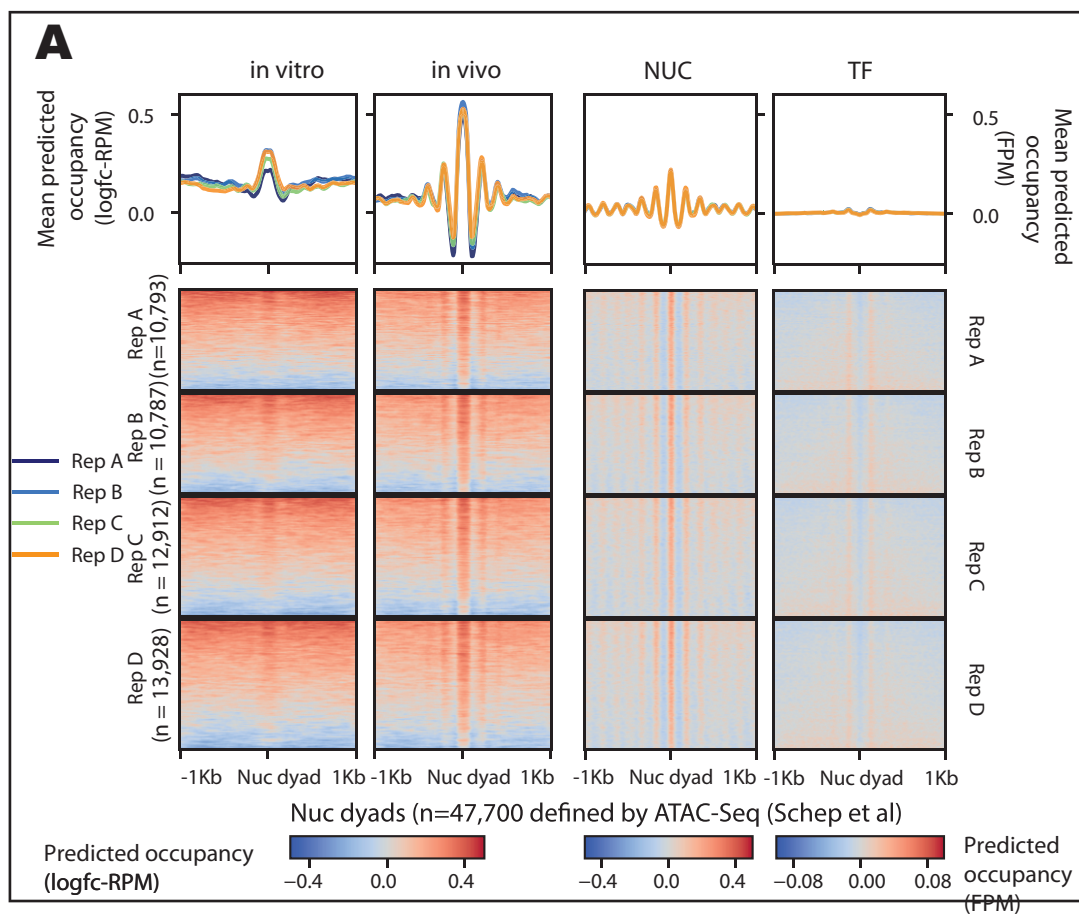 A
in vitro
in vivo
NUC
TF
Mean predicted
occupancy
(logfc-RPM)
0.5
0.0
0.5
0.0
Mean predicted
occupancy
(FPM)
Rep A
(n=10,793)
Rep B
(n = 10,787)
Rep C
(n = 12,912)
Rep D
(n = 13,928)
Rep A
Rep B
Rep C
Rep D
Rep A
Rep B
Rep C
Rep D
-1Kb Nuc dyad 1Kb -1Kb Nuc dyad 1Kb NUC dyad -1Kb Nuc dyad 1Kb
Nuc dyads (n=47,700 defined by ATAC-Seq (Schep et al)
Predicted occupancy
(logfc-RPM)
−0.4 0.0 0.4
−0.4 0.0 0.4
−0.08 0.00 0.08
Predicted
occupancy
(FPM)